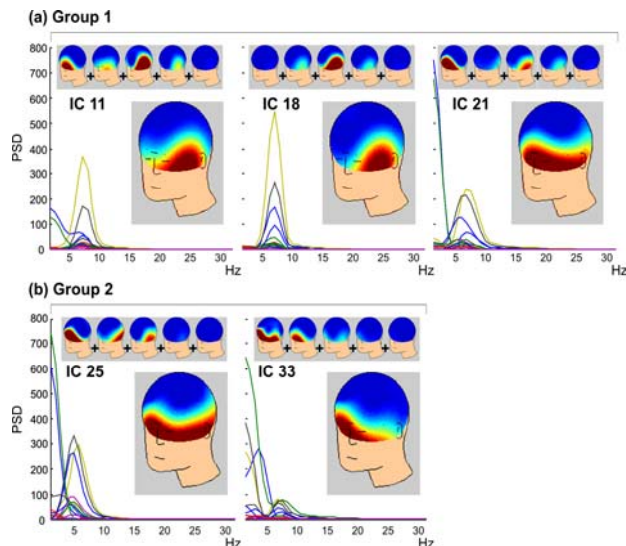 (a) Group 1
800
700
600
500
400
300
200
100
0
PSD
IC 11
IC 18
IC 21
+ + + +
+ + + +
+ + + +
5 10 15 20 25 30
5 10 15 20 25 30
5 10 15 20 25 30
Hz
Hz
Hz
(b) Group 2
800
700
600
500
400
300
200
100
0
PSD
IC 25
IC 33
+ + + +
+ + + +
5 10 15 20 25 30
5 10 15 20 25 30
Hz
Hz